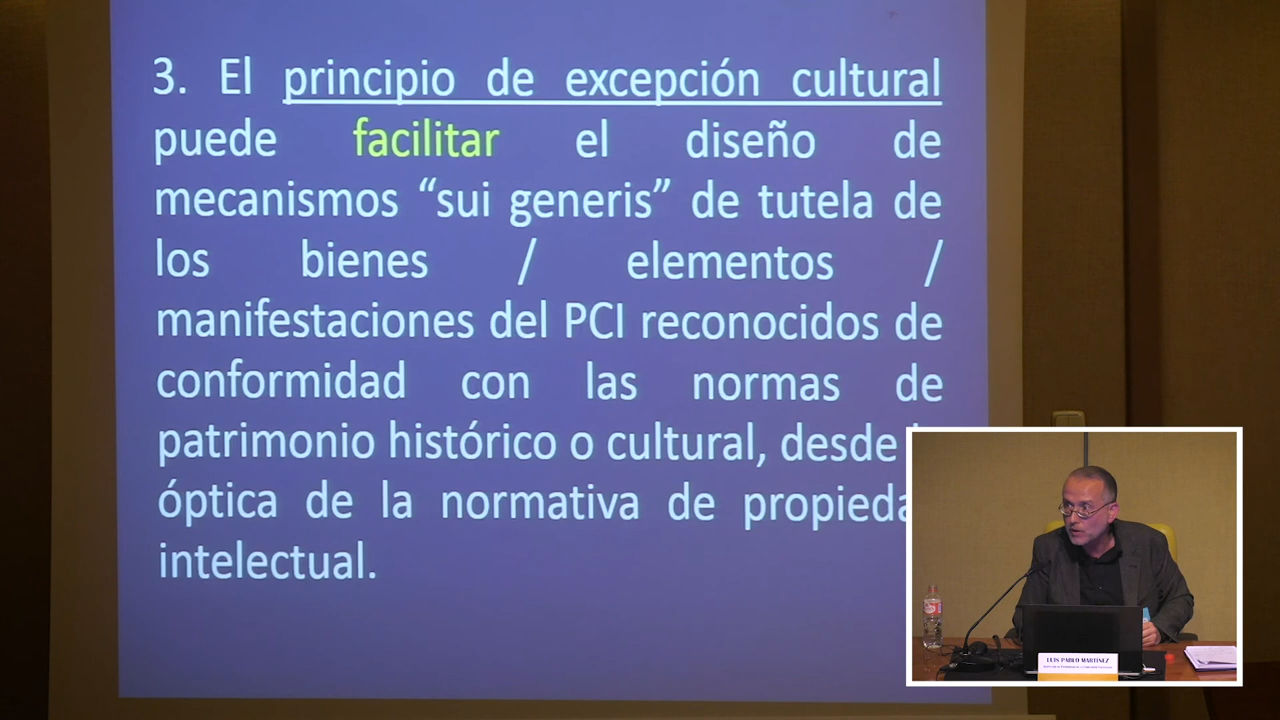 3. El principio de excepción cultural
puede facilitar el diseño de
mecanismos “sui generis” de tutela de
los bienes / elementos /
manifestaciones del PCI reconocidos de
conformidad con las normas de
patrimonio histórico o cultural, desde
óptica de la normativa de
intelectual.
LUIS PABLO MARTÍNEZ